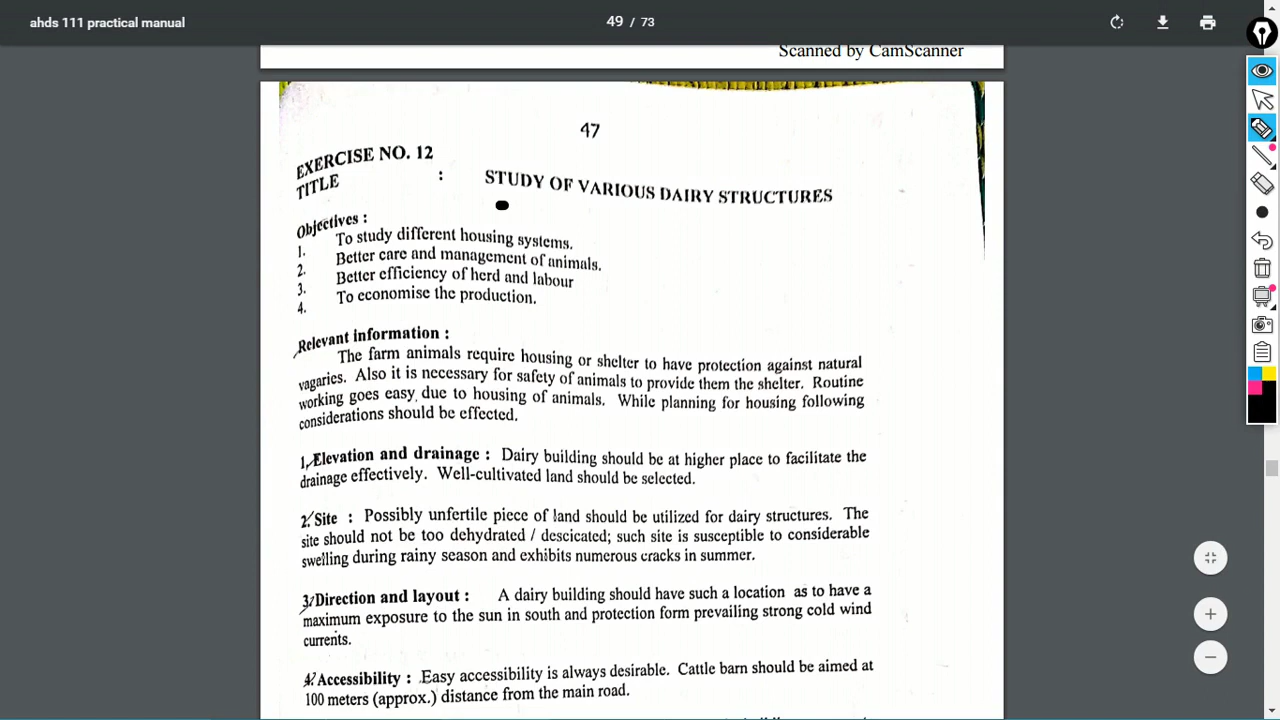 ahds 111 practical manual
49 / 73
Scanned by CamScanner
47
EXERCISE NO. 12
TITLE : STUDY OF VARIOUS DAIRY STRUCTURES
Objectives :
1. To study different housing systems.
2. Better care and management of animals.
3. Better efficiency of herd and labour
4. To economise the production.
Relevant information :
The farm animals require housing or shelter to have protection against natural
vagaries. Also it is necessary for safety of animals to provide them the shelter. Routine
working goes easy due to housing of animals. While planning for housing following
considerations should be effected.
1. Elevation and drainage : Dairy building should be at higher place to facilitate the
drainage effectively. Well-cultivated land should be selected.
2. Site : Possibly unfertile piece of land should be utilized for dairy structures. The
site should not be too dehydrated / descicated; such site is susceptible to considerable
swelling during rainy season and exhibits numerous cracks in summer.
3. Direction and layout : A dairy building should have such a location as to have a
maximum exposure to the sun in south and protection form prevailing strong cold wind
currents.
4. Accessibility : Easy accessibility is always desirable. Cattle barn should be aimed at
100 meters (approx.) distance from the main road.